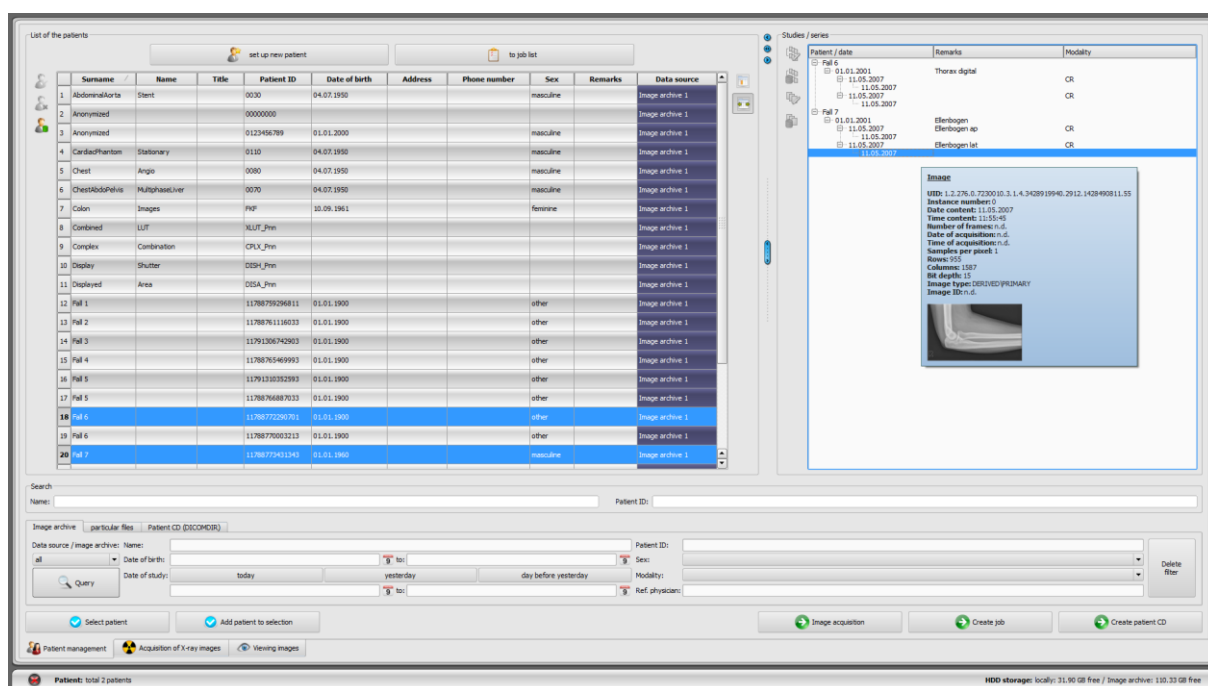 List of the patients
set up new patient
to job list
Surname Name Title Patient ID Date of birth Address Phone number Sex Remarks Data source
1 AbdominalAorta Stent 0030 04.07.1950 masculine Image archive 1
2 Anonymized 00000000 Image archive 1
3 Anonymized 0123456789 01.01.2000 masculine Image archive 1
4 CardiacPhantom Stationary 0110 04.07.1950 masculine Image archive 1
5 Chest Angio 0080 04.07.1950 masculine Image archive 1
6 ChestAbdoPelvis MultiphaseLiver 0070 04.07.1950 masculine Image archive 1
7 Colon Images FKF 10.09.1961 feminine Image archive 1
8 Combined LUT XLUT_Pnn Image archive 1
9 Complex Combination CPLX_Pnn Image archive 1
10 Display Shutter DISH_Pnn Image archive 1
11 Displayed Area DISA_Pnn Image archive 1
12 Fall 1 11788759296811 01.01.1900 other Image archive 1
13 Fall 2 11788761116033 01.01.1900 other Image archive 1
14 Fall 3 11791306742903 01.01.1900 other Image archive 1
15 Fall 4 11788765469993 01.01.1900 other Image archive 1
16 Fall 5 11791310352593 01.01.1900 other Image archive 1
17 Fall 5 11788766887033 01.01.1900 other Image archive 1
18 Fall 6 11788772290701 01.01.1900 other Image archive 1
19 Fall 6 11788770003213 01.01.1900 other Image archive 1
20 Fall 7 11788773431343 01.01.1960 masculine Image archive 1
Studies / series
Patient / date Remarks Modality
Fall 6
01.01.2001 Thorax digital
11.05.2007 CR
11.05.2007
11.05.2007 CR
11.05.2007
Fall 7
01.01.2001 Ellenbogen
11.05.2007 Ellenbogen ap CR
11.05.2007
11.05.2007 Ellenbogen lat CR
11.05.2007
Image
UID: 1.2.276.0.7230010.3.1.4.3428919940.2912.1428490811.55
Instance number: 0
Date content: 11.05.2007
Time content: 11:55:45
Number of frames: n.d.
Date of acquisition: n.d.
Time of acquisition: n.d.
Samples per pixel: 1
Rows: 955
Columns: 1587
Bit depth: 15
Image type: DERIVED\PRIMARY
Image ID: n.d.
Search
Name: Patient ID:
Image archive particular files Patient CD (DICOMDIR)
Data source / image archive: Name: Patient ID:
all Date of birth: 9 to: 9 Sex:
Query Date of study: today yesterday day before yesterday Modality:
9 to: 9 Ref. physician:
Delete
filter
Select patient Add patient to selection Image acquisition Create job Create patient CD
Patient management Acquisition of X-ray images Viewing images
Patient: total 2 patients HDD storage: locally: 31.90 GB free / Image archive: 110.33 GB free